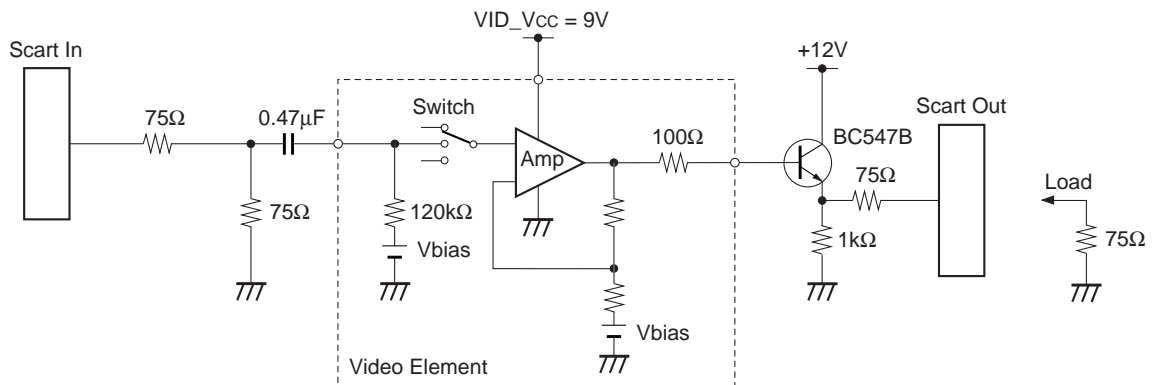 VID_VCC = 9V
Scart In
+12V
Switch
Scart Out
75Ω
0.47μF
100Ω
BC547B
Amp
75Ω
Load
75Ω
120kΩ
1kΩ
75Ω
Vbias
Vbias
Video Element